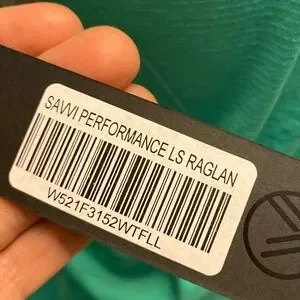 SAVVI PERFORMANCE LS RAGLAN
W521F3152WTFLL